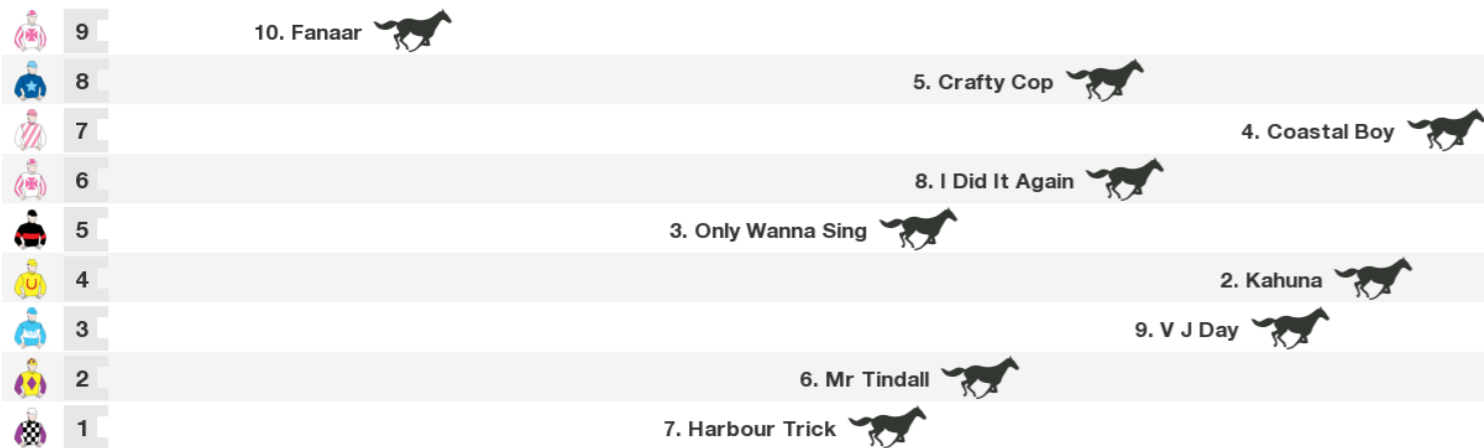 9 10. Fanaar
8 5. Crafty Cop
7 4. Coastal Boy
6 8. I Did It Again
5 3. Only Wanna Sing
4 U 2. Kahuna
3 9. V J Day
2 6. Mr Tindall
1 7. Harbour Trick